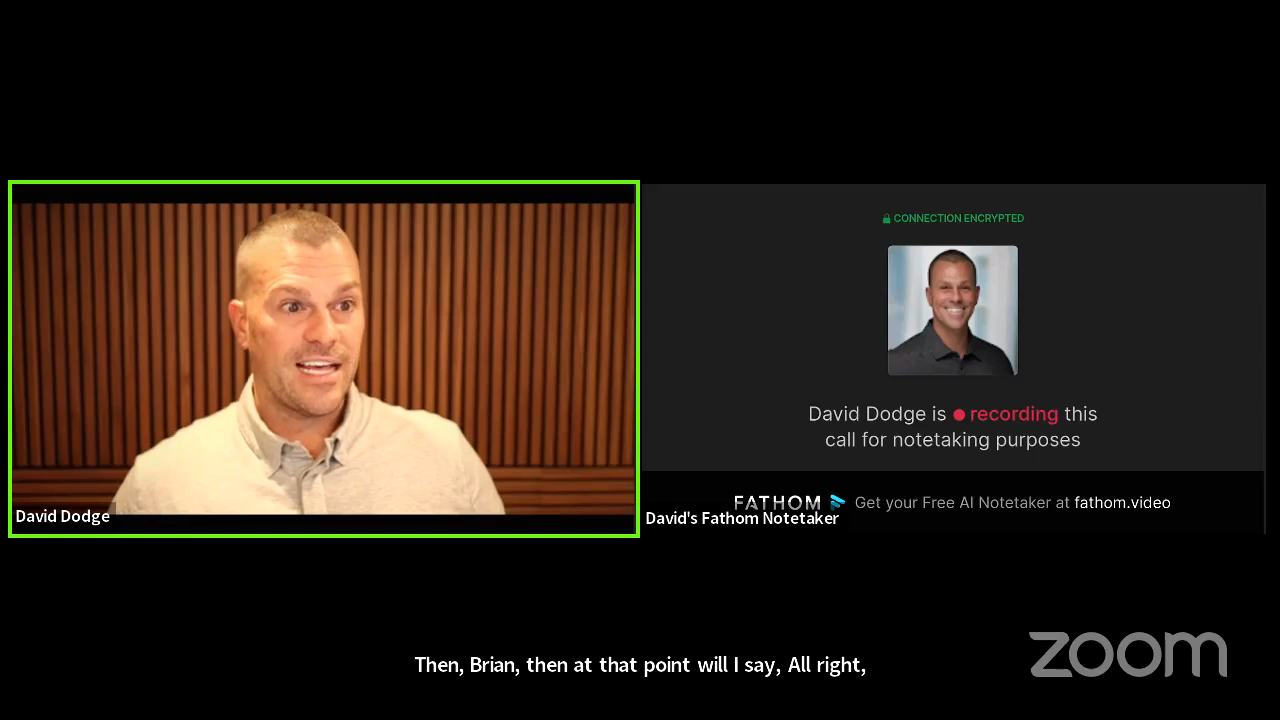 CONNECTION ENCRYPTED
David Dodge is recording this
call for notetaking purposes
FATHOM Get your Free AI Notetaker at fathom.video
David Dodge
David's Fathom Notetaker
Then, Brian, then at that point will I say, All right,
zoom